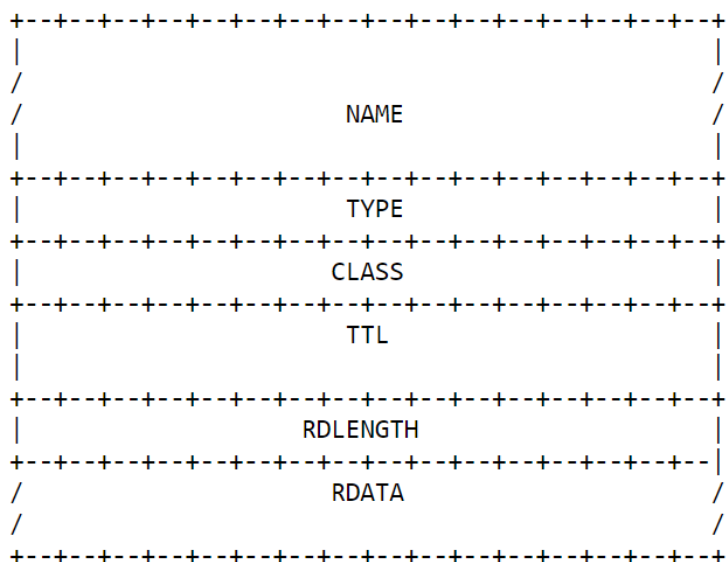 +--+--+--+--+--+--+--+--+--+--+--+--+--+--+--+--+
|                                               |
/                                               /
/                      NAME                     /
|                                               |
+--+--+--+--+--+--+--+--+--+--+--+--+--+--+--+--+
|                      TYPE                     |
+--+--+--+--+--+--+--+--+--+--+--+--+--+--+--+--+
|                     CLASS                     |
+--+--+--+--+--+--+--+--+--+--+--+--+--+--+--+--+
|                      TTL                      |
|                                               |
+--+--+--+--+--+--+--+--+--+--+--+--+--+--+--+--+
|                   RDLENGTH                    |
+--+--+--+--+--+--+--+--+--+--+--+--+--+--+--+--|
/                     RDATA                     /
/                                               /
+--+--+--+--+--+--+--+--+--+--+--+--+--+--+--+--+